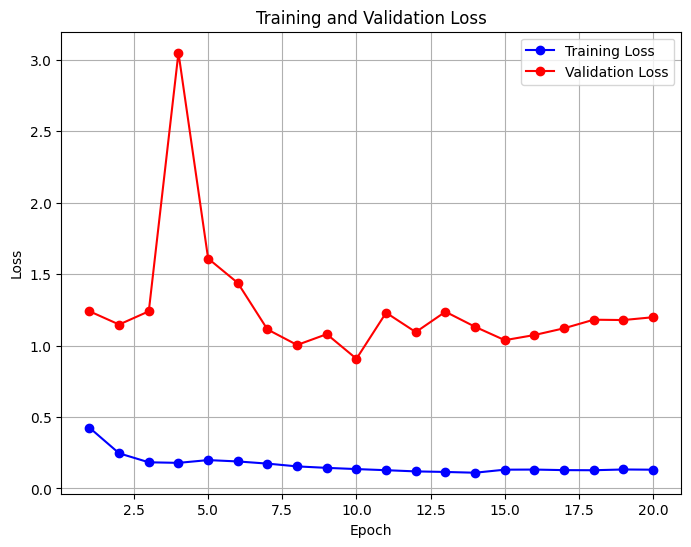 Training and Validation Loss
Training Loss
Validation Loss
3.0
2.5
2.0
1.5
1.0
0.5
0.0
Loss
2.5 5.0 7.5 10.0 12.5 15.0 17.5 20.0
Epoch